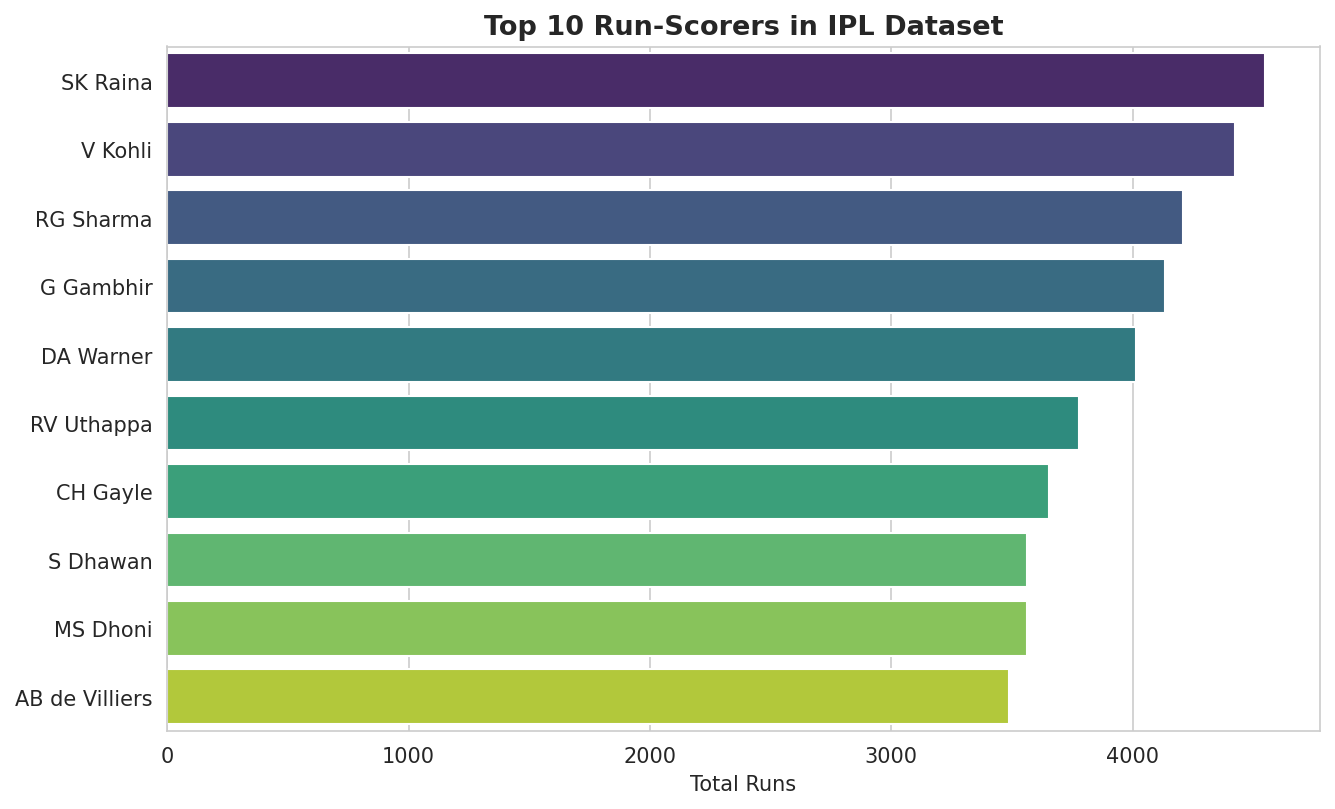 Top 10 Run-Scorers in IPL Dataset
SK Raina
V Kohli
RG Sharma
G Gambhir
DA Warner
RV Uthappa
CH Gayle
S Dhawan
MS Dhoni
AB de Villiers
0 1000 2000 3000 4000
Total Runs